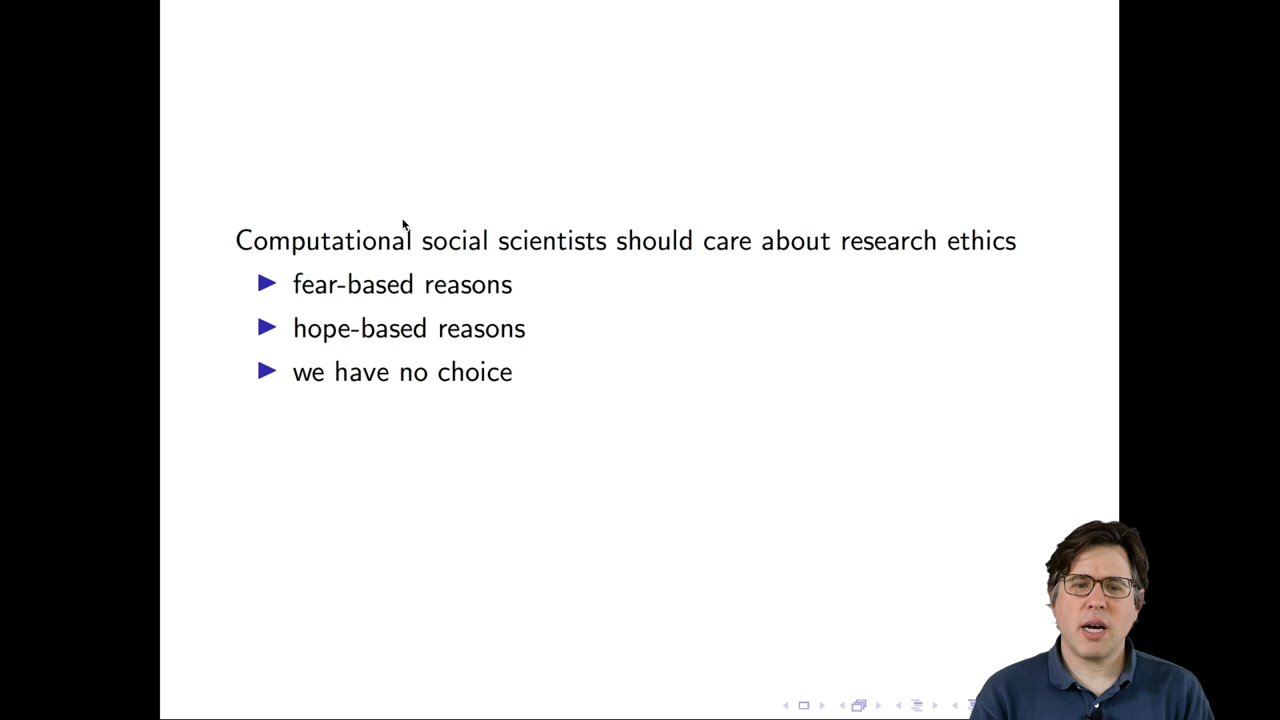 Computational social scientists should care about research ethics
fear-based reasons
hope-based reasons
we have no choice